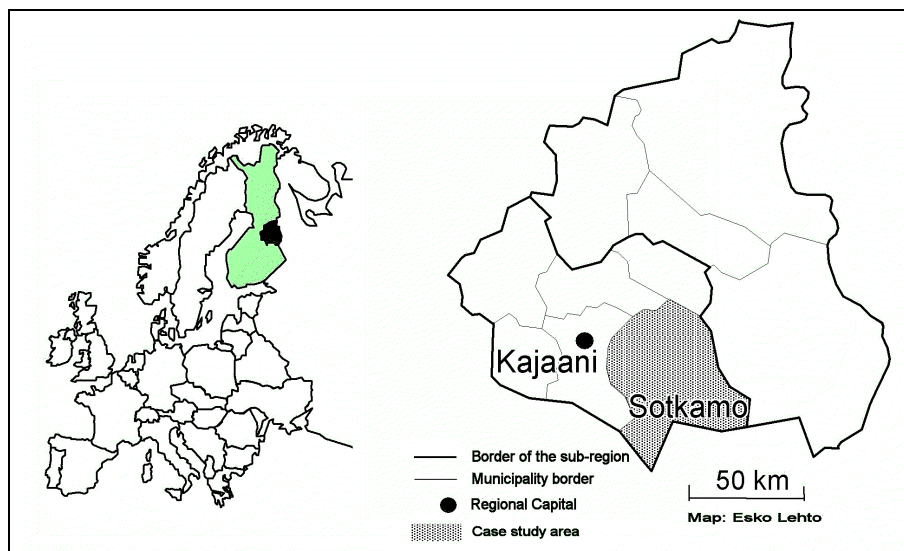 Kajaani
Sotkamo
Border of the sub-region
Municipality border
Regional Capital
Case study area
50 km
Map: Esko Lehto